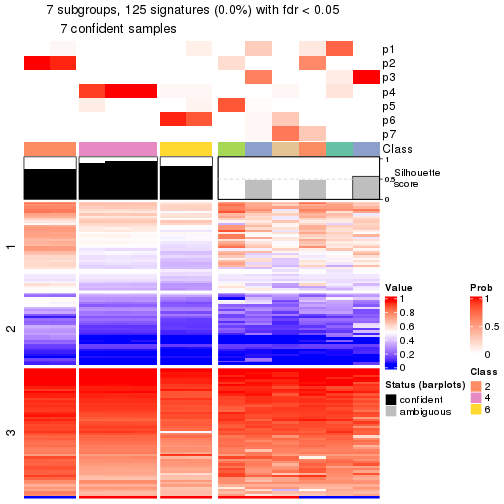 7 subgroups, 125 signatures (0.0%) with fdr < 0.05
7 confident samples
p1
p2
p3
p4
p5
p6
p7
Class
1
0.5
0
Silhouette
score
1
2
3
Value
1
0.8
0.6
0.4
0.2
0
Prob
1
0.5
0
Status (barplots)
confident
ambiguous
Class
2
4
6